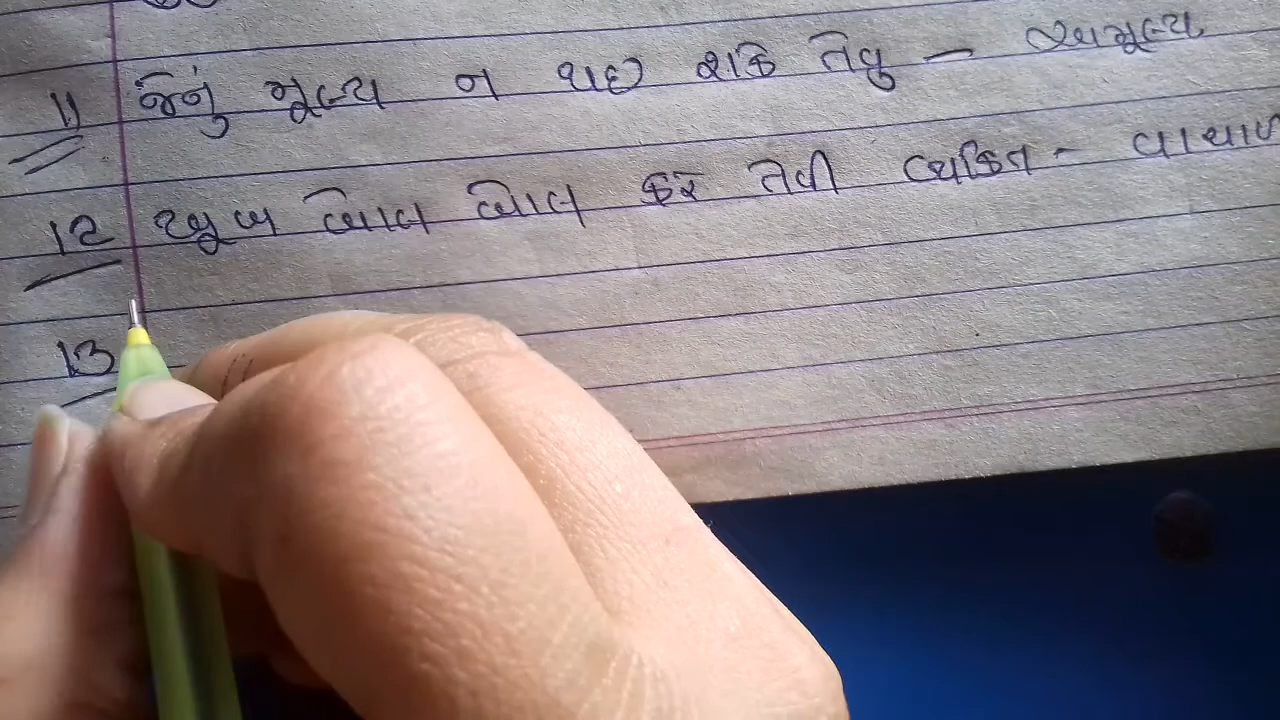 11 જેનું મૂલ્ય ન થઇ શકે તેવુ - અમૂલ્ય
12 ખૂબ બોલ બોલ કરે તેવી વ્યકિત - વાચાળ
13